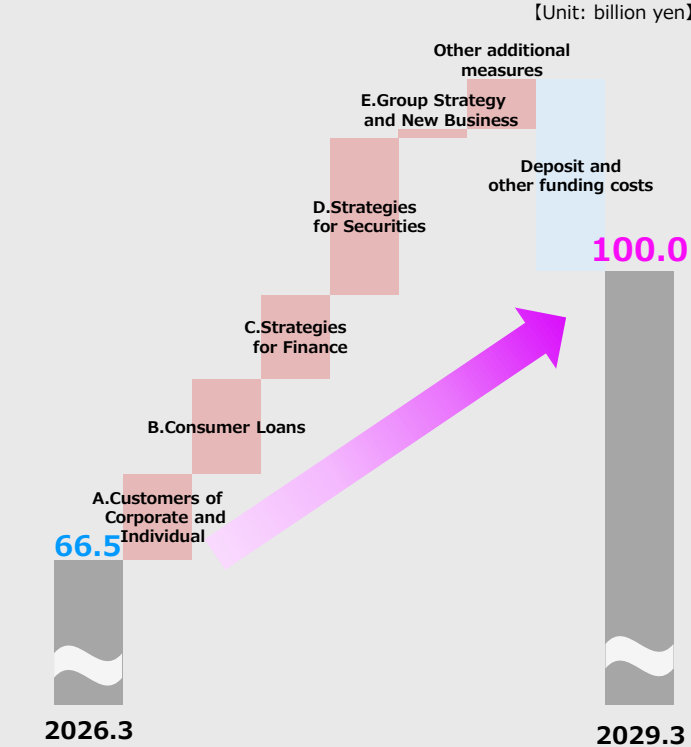 【Unit: billion yen】
Other additional
measures
E.Group Strategy
and New Business
Deposit and
other funding costs
D.Strategies
for Securities
100.0
C.Strategies
for Finance
B.Consumer Loans
A.Customers of
Corporate and
Individual
66.5
2026.3
2029.3